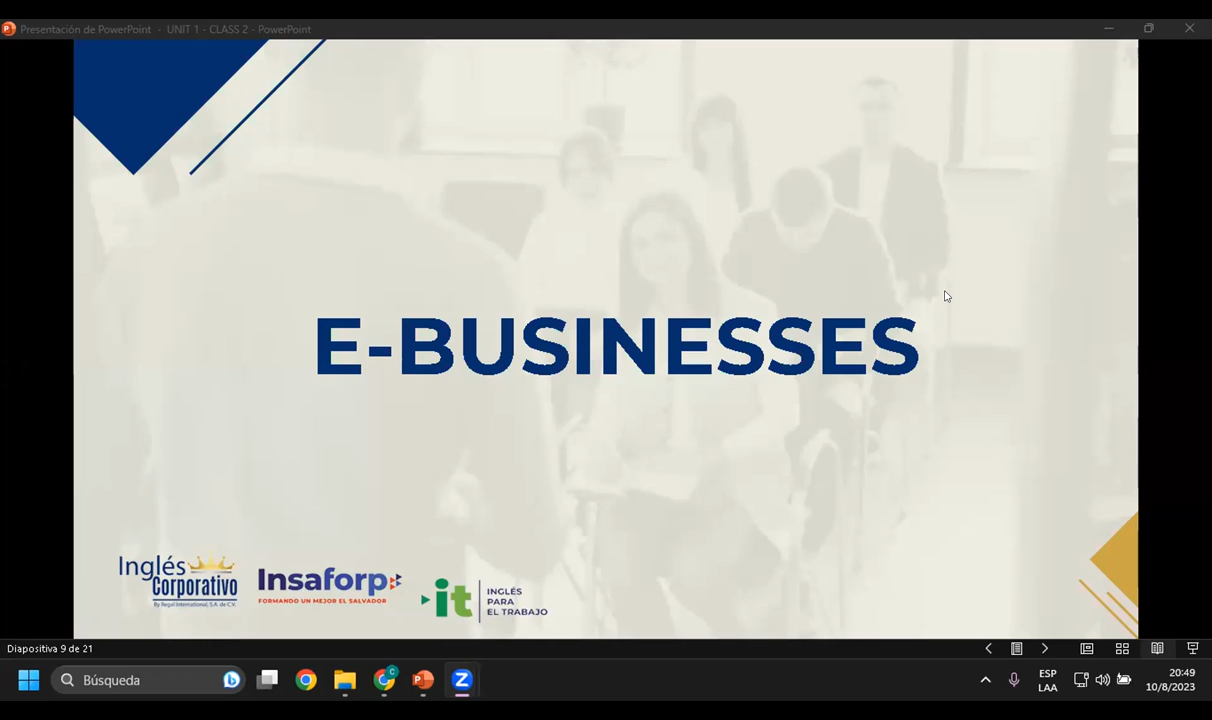 Presentación de PowerPoint - UNIT 1 - CLASS 2 - PowerPoint
E-BUSINESSES
Inglés
Corporativo
By Regal International, S.A. de C.V.
Insaforp
FORMANDO UN MEJOR EL SALVADOR
it
INGLÉS
PARA
EL TRABAJO
Diapositiva 9 de 21
Búsqueda
ESP
LAA
20:49
10/8/2023